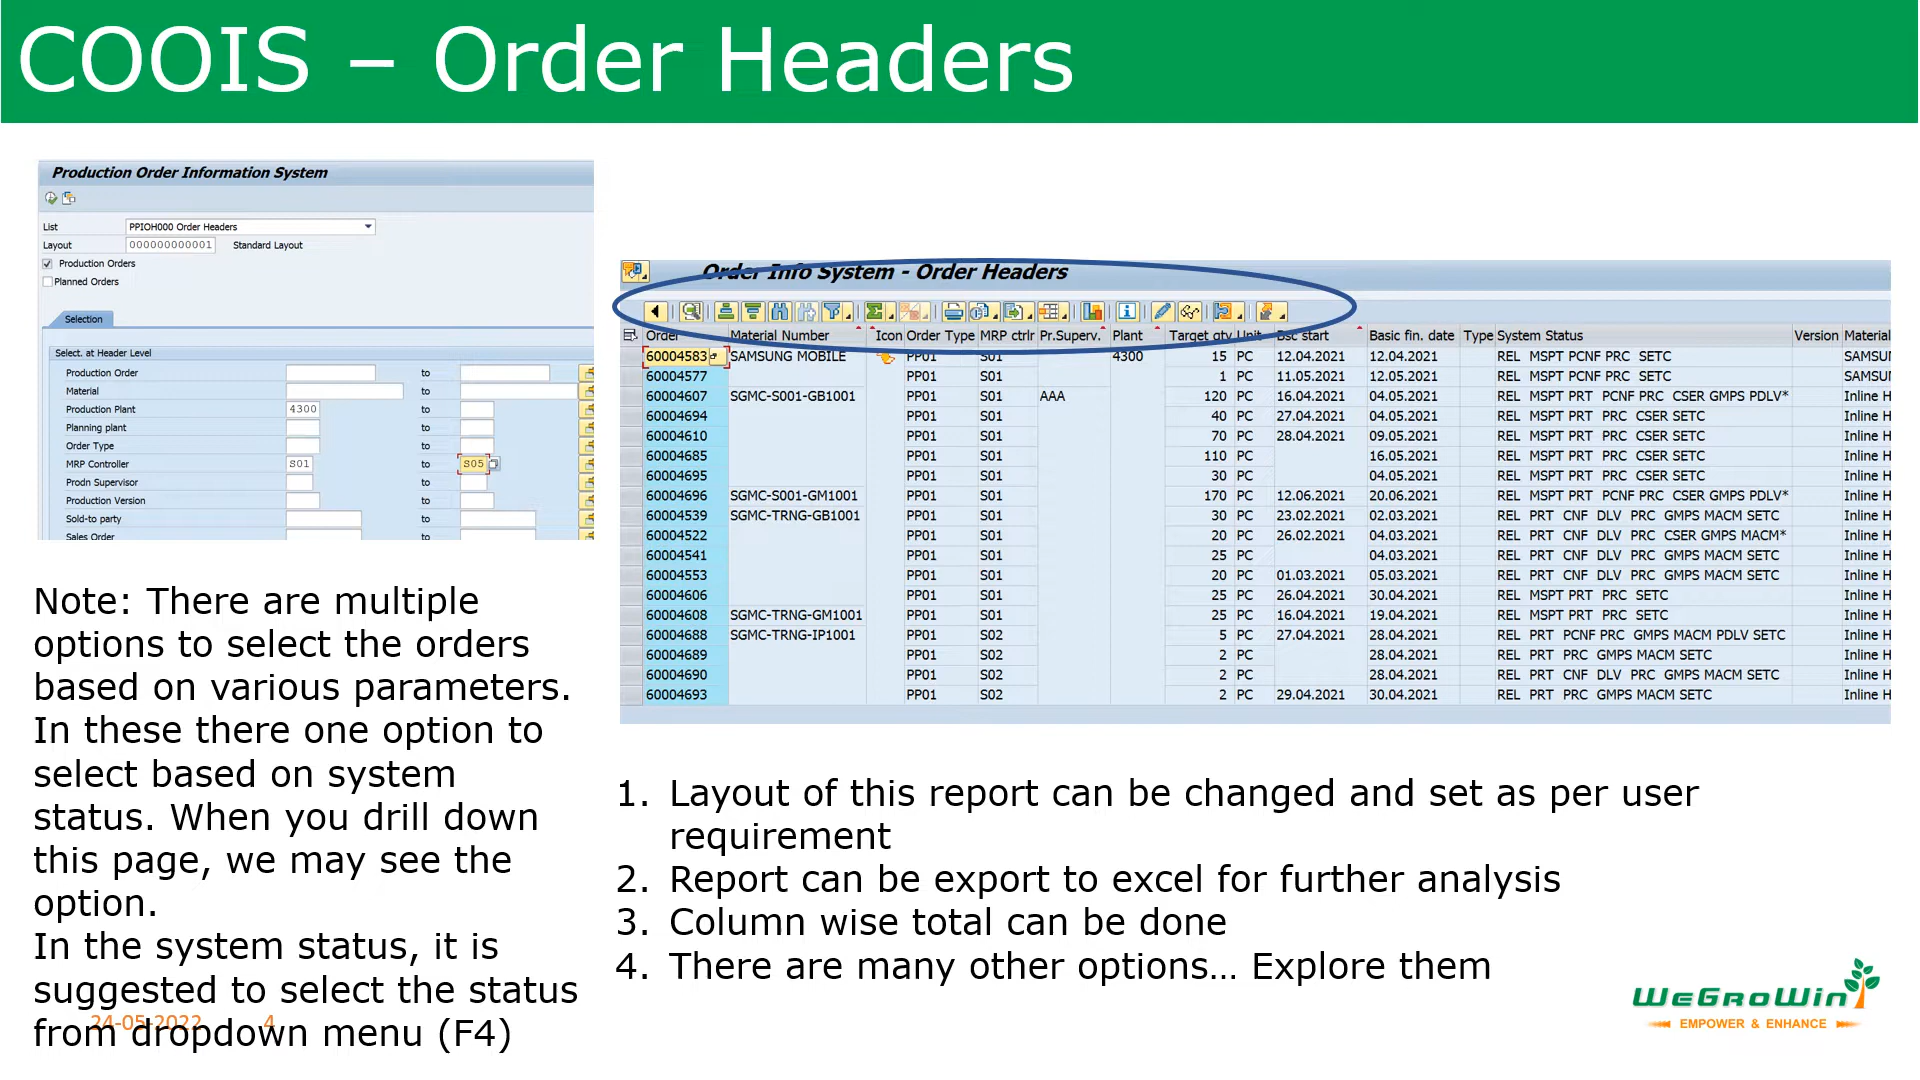 COOIS – Order Headers
Production Order Information System
List PPIOH000 Order Headers
Layout 000000000001 Standard Layout
Production Orders
Planned Orders
Selection
Select. at Header Level
Production Order to
Material to
Production Plant 4300 to
Planning plant to
Order Type to
MRP Controller S01 to S05
Prodn Supervisor to
Production Version to
Sold-to party to
Sales Order to
Note: There are multiple
options to select the orders
based on various parameters.
In these there one option to
select based on system
status. When you drill down
this page, we may see the
option.
In the system status, it is
suggested to select the status
from dropdown menu (F4)
24-05-2022 4
Order Info System - Order Headers
Order Material Number Icon Order Type MRP ctrlr Pr.Superv. Plant Target qty Unit Bsc start Basic fin. date Type System Status Version Material
60004583 SAMSUNG MOBILE PP01 S01 4300 15 PC 12.04.2021 12.04.2021 REL MSPT PCNF PRC SETC SAMSU
60004577 PP01 S01 1 PC 11.05.2021 12.05.2021 REL MSPT PCNF PRC SETC SAMSU
60004607 SGMC-S001-GB1001 PP01 S01 AAA 120 PC 16.04.2021 04.05.2021 REL MSPT PRT PCNF PRC CSER GMPS PDLV* Inline H
60004694 PP01 S01 40 PC 27.04.2021 04.05.2021 REL MSPT PRT PRC CSER SETC Inline H
60004610 PP01 S01 70 PC 28.04.2021 09.05.2021 REL MSPT PRT PRC CSER SETC Inline H
60004685 PP01 S01 110 PC 16.05.2021 REL MSPT PRT PRC CSER SETC Inline H
60004695 PP01 S01 30 PC 04.05.2021 REL MSPT PRT PRC CSER SETC Inline H
60004696 SGMC-S001-GM1001 PP01 S01 170 PC 12.06.2021 20.06.2021 REL MSPT PRT PCNF PRC CSER GMPS PDLV* Inline H
60004539 SGMC-TRNG-GB1001 PP01 S01 30 PC 23.02.2021 02.03.2021 REL PRT CNF DLV PRC GMPS MACM SETC Inline H
60004522 PP01 S01 20 PC 26.02.2021 04.03.2021 REL PRT CNF DLV PRC CSER GMPS MACM* Inline H
60004541 PP01 S01 25 PC 04.03.2021 REL PRT CNF DLV PRC GMPS MACM SETC Inline H
60004553 PP01 S01 20 PC 01.03.2021 05.03.2021 REL PRT CNF DLV PRC GMPS MACM SETC Inline H
60004606 PP01 S01 25 PC 26.04.2021 30.04.2021 REL MSPT PRT PRC SETC Inline H
60004608 SGMC-TRNG-GM1001 PP01 S01 25 PC 16.04.2021 19.04.2021 REL MSPT PRT PRC SETC Inline H
60004688 SGMC-TRNG-IP1001 PP01 S02 5 PC 27.04.2021 28.04.2021 REL PRT PCNF PRC GMPS MACM PDLV SETC Inline H
60004689 PP01 S02 2 PC 28.04.2021 REL PRT PRC GMPS MACM SETC Inline H
60004690 PP01 S02 2 PC 28.04.2021 REL PRT CNF DLV PRC GMPS MACM SETC Inline H
60004693 PP01 S02 2 PC 29.04.2021 30.04.2021 REL PRT PRC GMPS MACM SETC Inline H
1. Layout of this report can be changed and set as per user
requirement
2. Report can be export to excel for further analysis
3. Column wise total can be done
4. There are many other options… Explore them
WeGroWin
EMPOWER & ENHANCE